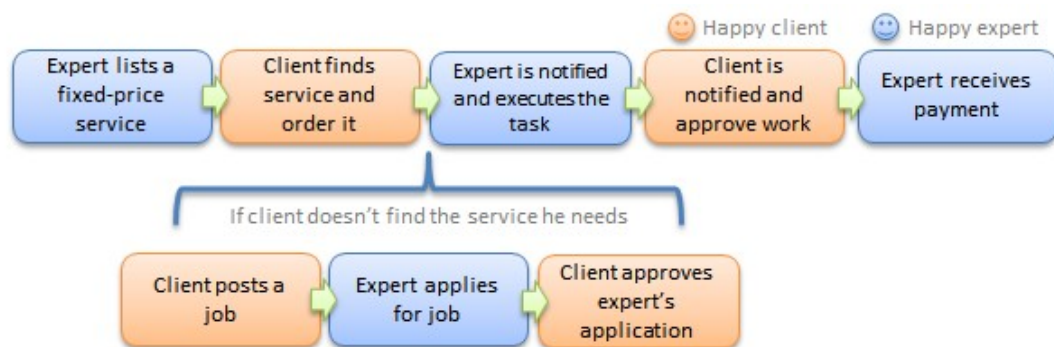 Happy client
Happy expert
Expert lists a
fixed-price
service
Client finds
service and
order it
Expert is notified
and executes the
task
Client is
notified and
approve work
Expert receives
payment
If client doesn't find the service he needs
Client posts a
job
Expert applies
for job
Client approves
expert's
application